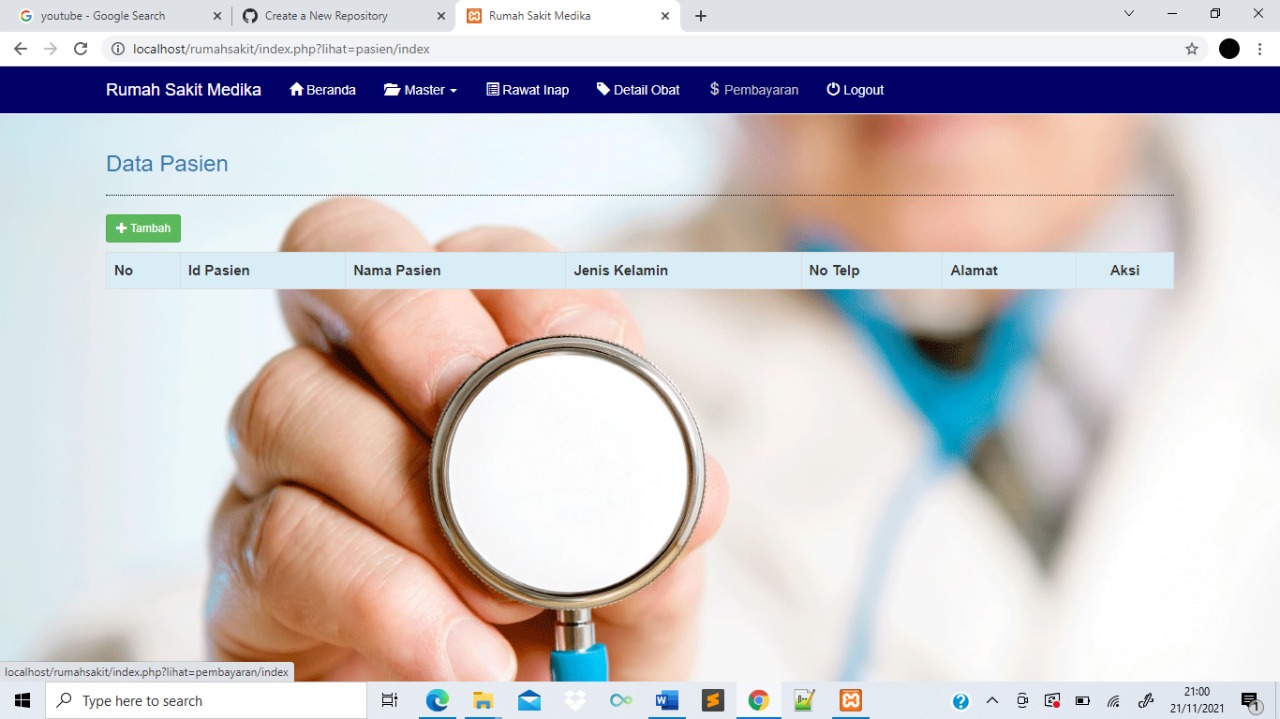 youtube - Google Search
Create a New Repository
Rumah Sakit Medika
localhost/rumahsakit/index.php?lihat=pasien/index
Rumah Sakit Medika Beranda Master Rawat Inap Detail Obat $ Pembayaran Logout
Data Pasien
+ Tambah
No Id Pasien Nama Pasien Jenis Kelamin No Telp Alamat Aksi
localhost/rumahsakit/index.php?lihat=pembayaran/index
Type here to search
21:00
21/11/2021
1